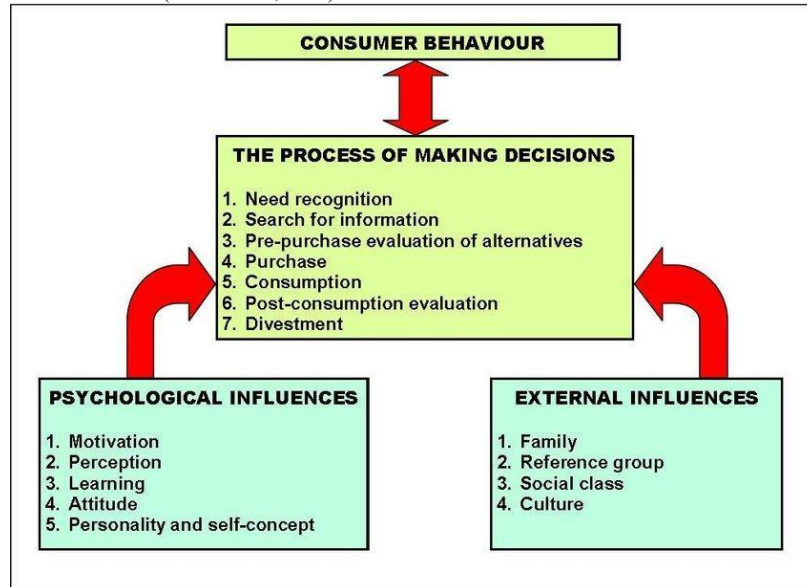 CONSUMER BEHAVIOUR
THE PROCESS OF MAKING DECISIONS
1. Need recognition
2. Search for information
3. Pre-purchase evaluation of alternatives
4. Purchase
5. Consumption
6. Post-consumption evaluation
7. Divestment
PSYCHOLOGICAL INFLUENCES
1. Motivation
2. Perception
3. Learning
4. Attitude
5. Personality and self-concept
EXTERNAL INFLUENCES
1. Family
2. Reference group
3. Social class
4. Culture